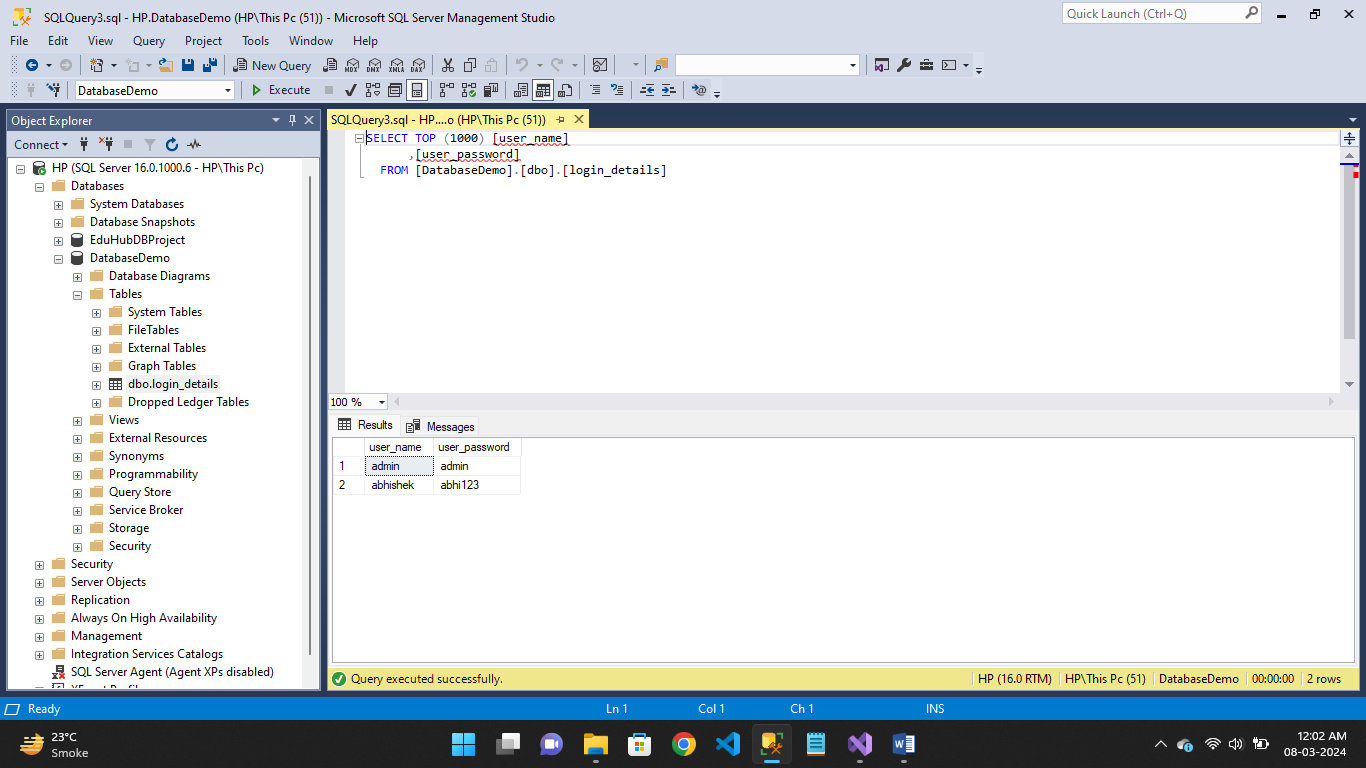 SQLQuery3.sql - HP.DatabaseDemo (HP\This Pc (51)) - Microsoft SQL Server Management Studio
Quick Launch (Ctrl+Q)
File Edit View Query Project Tools Window Help
New Query MDX DMX XMLA DAX
DatabaseDemo Execute
Object Explorer
Connect
HP (SQL Server 16.0.1000.6 - HP\This Pc)
Databases
System Databases
Database Snapshots
EduHubDBProject
DatabaseDemo
Database Diagrams
Tables
System Tables
FileTables
External Tables
Graph Tables
dbo.login_details
Dropped Ledger Tables
Views
External Resources
Synonyms
Programmability
Query Store
Service Broker
Storage
Security
Security
Server Objects
Replication
Always On High Availability
Management
Integration Services Catalogs
SQL Server Agent (Agent XPs disabled)
SQLQuery3.sql - HP....o (HP\This Pc (51))
SELECT TOP (1000) [user_name]
,[user_password]
FROM [DatabaseDemo].[dbo].[login_details]
100 %
Results Messages
user_name user_password
1 admin admin
2 abhishek abhi123
Query executed successfully. HP (16.0 RTM) HP\This Pc (51) DatabaseDemo 00:00:00 2 rows
Ready Ln 1 Col 1 Ch 1 INS
23°C
Smoke
12:02 AM
08-03-2024